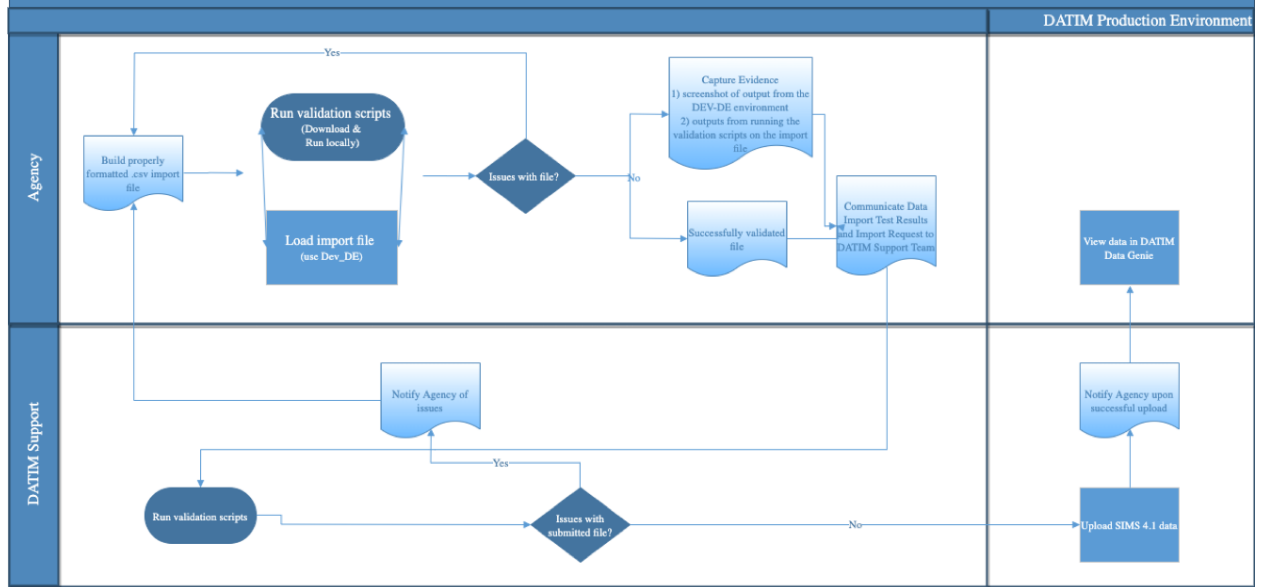 DATIM Production Environment
Agency
Yes
Build properly
formatted .csv import
file
Run validation scripts
(Download &
Run locally)
Load import file
(use Dev_DE)
Issues with file?
No
Capture Evidence
1) screenshot of output from the
DEV-DE environment
2) outputs from running the
validation scripts on the import
file
Successfully validated
file
Communicate Data
Import Test Results
and Import Request to
DATIM Support Team
View data in DATIM
Data Genie
DATIM Support
Notify Agency of
issues
Yes
Run validation scripts
Issues with
submitted file?
No
Notify Agency upon
successful upload
Upload SIMS 4.1 data